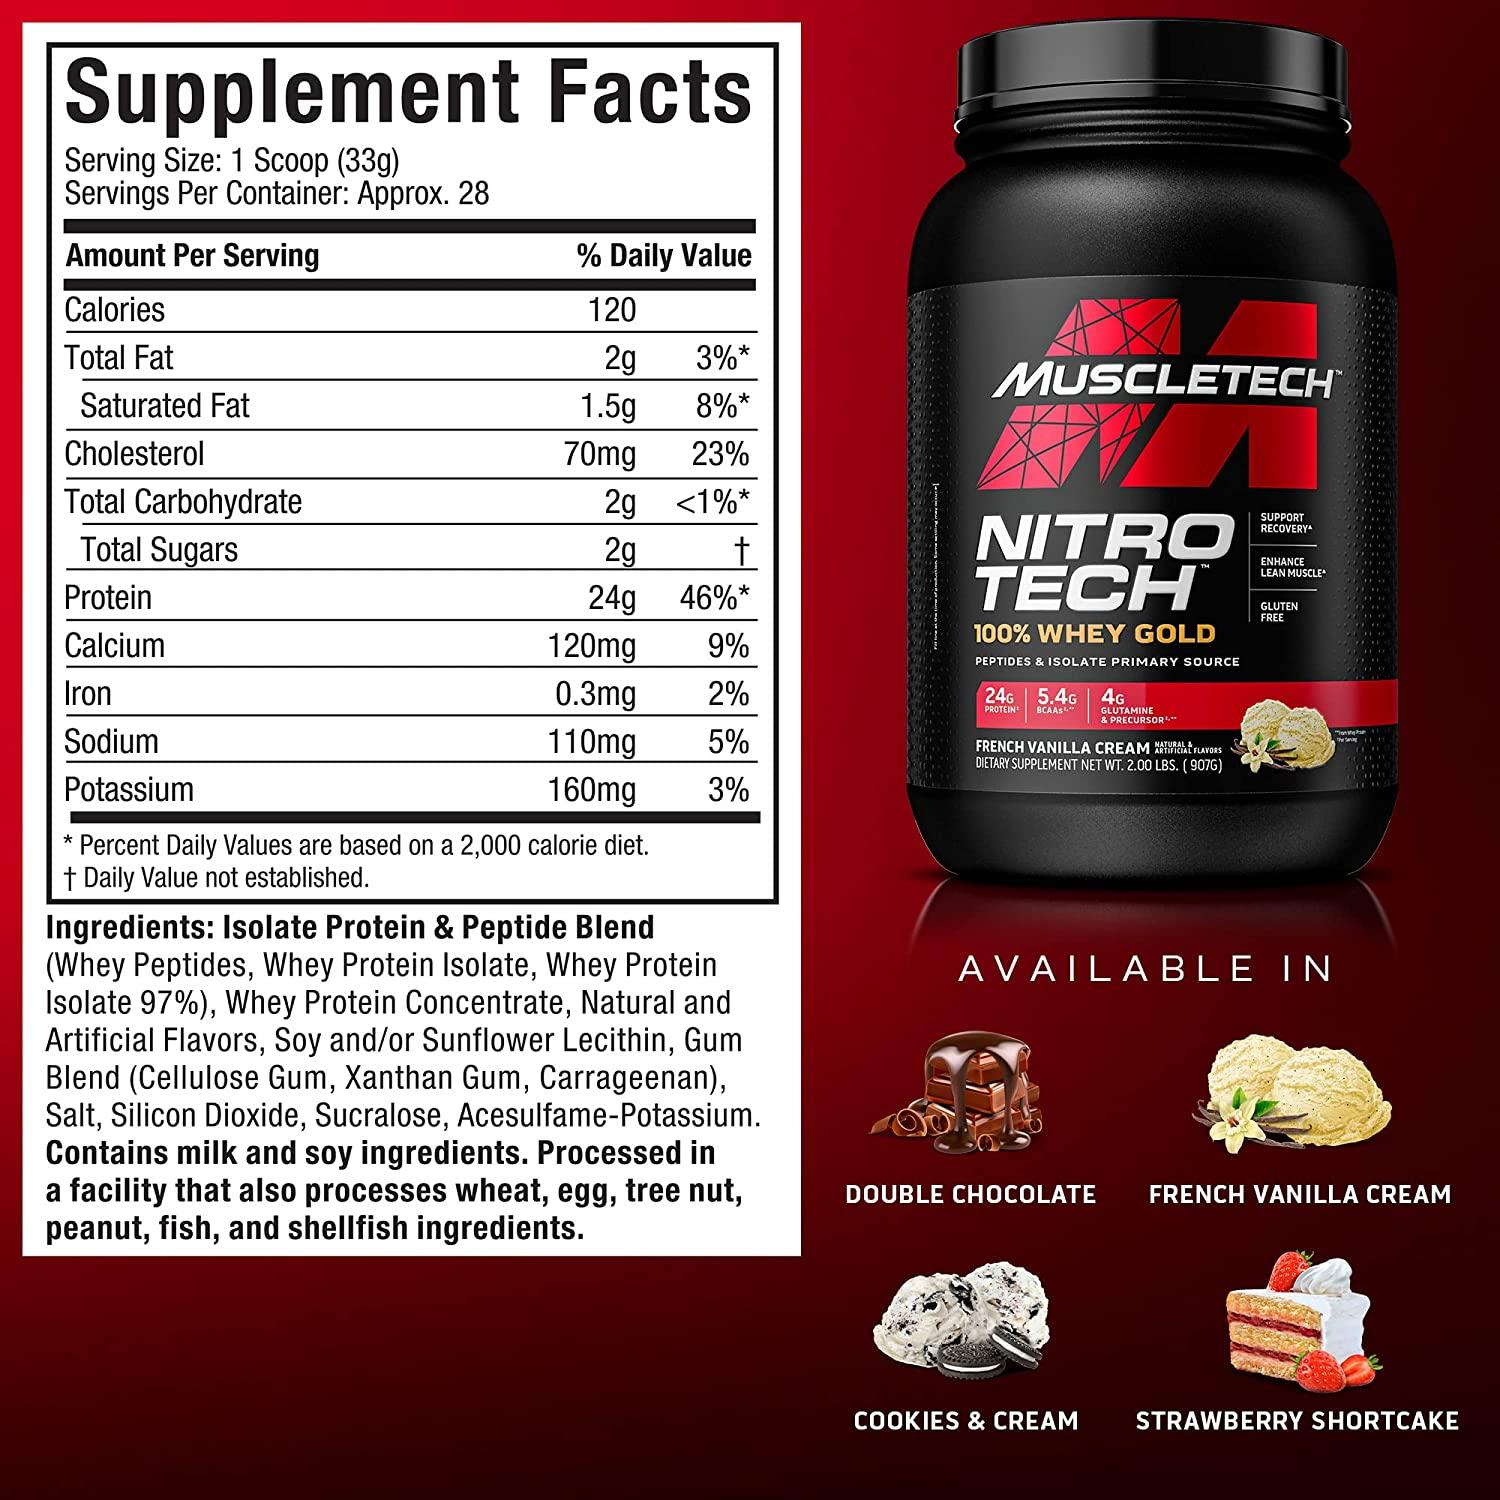 Supplement Facts
Serving Size: 1 Scoop (33g)
Servings Per Container: Approx. 28
Amount Per Serving % Daily Value
Calories 120
Total Fat 2g 3%*
Saturated Fat 1.5g 8%*
Cholesterol 70mg 23%
Total Carbohydrate 2g <1%*
Total Sugars 2g †
Protein 24g 46%*
Calcium 120mg 9%
Iron 0.3mg 2%
Sodium 110mg 5%
Potassium 160mg 3%
* Percent Daily Values are based on a 2,000 calorie diet.
† Daily Value not established.
Ingredients: Isolate Protein & Peptide Blend
(Whey Peptides, Whey Protein Isolate, Whey Protein
Isolate 97%), Whey Protein Concentrate, Natural and
Artificial Flavors, Soy and/or Sunflower Lecithin, Gum
Blend (Cellulose Gum, Xanthan Gum, Carrageenan),
Salt, Silicon Dioxide, Sucralose, Acesulfame-Potassium.
Contains milk and soy ingredients. Processed in
a facility that also processes wheat, egg, tree nut,
peanut, fish, and shellfish ingredients.
MUSCLETECH™
NITRO
TECH™
100% WHEY GOLD
PEPTIDES & ISOLATE PRIMARY SOURCE
SUPPORT
RECOVERY
ENHANCE
LEAN MUSCLE
GLUTEN
FREE
24G
PROTEIN
5.4G
BCAAs
4G
GLUTAMINE
& PRECURSOR
FRENCH VANILLA CREAM NATURAL &
ARTIFICIAL FLAVORS
DIETARY SUPPLEMENT NET WT. 2.00 LBS. (907G)
AVAILABLE IN
DOUBLE CHOCOLATE
FRENCH VANILLA CREAM
COOKIES & CREAM
STRAWBERRY SHORTCAKE